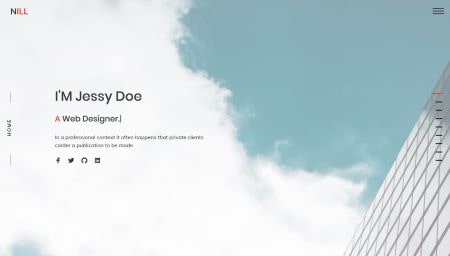 NILL
I'M Jessy Doe
A Web Designer.|
HOME
In a professional context it often happens that private clients
corder a publication to be made